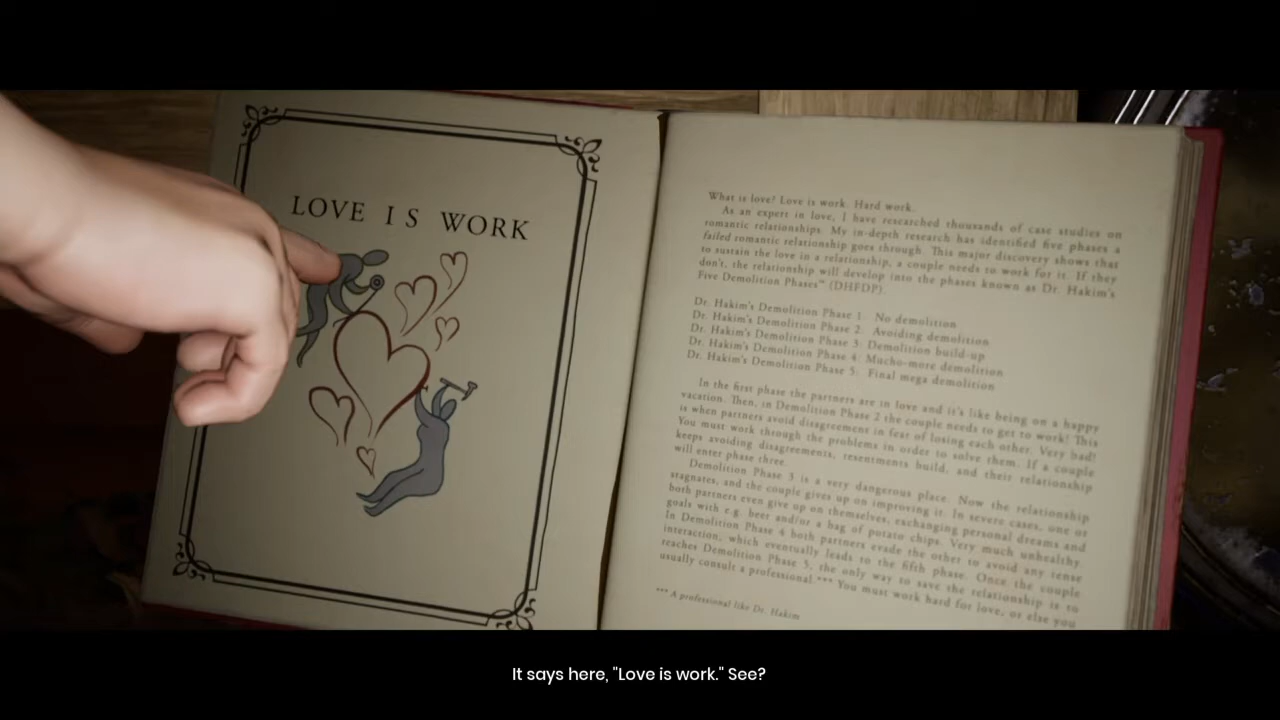 LOVE IS WORK
What is love? Love is work. Hard work.
As an expert in love, I have researched thousands of case studies on
romantic relationships. My in-depth research has identified five phases a
failed romantic relationship goes through. This major discovery shows that
to sustain the love in a relationship, a couple needs to work for it. If they
don't, the relationship will develop into the phases known as Dr. Hakim's
Five Demolition Phases™ (DHFDP).
Dr. Hakim's Demolition Phase 1: No demolition
Dr. Hakim's Demolition Phase 2: Avoiding demolition
Dr. Hakim's Demolition Phase 3: Demolition build-up
Dr. Hakim's Demolition Phase 4: Mucho-more demolition
Dr. Hakim's Demolition Phase 5: Final mega demolition
In the first phase the partners are in love and it's like being on a happy
vacation. Then, in Demolition Phase 2 the couple needs to get to work! This
is when partners avoid disagreement in fear of losing each other. Very bad!
You must work through the problems in order to solve them. If a couple
keeps avoiding disagreements, resentments build, and their relationship
will enter phase three.
Demolition Phase 3 is a very dangerous place. Now the relationship
stagnates, and the couple gives up on improving it. In severe cases, one or
both partners even give up on themselves, exchanging personal dreams and
goals with e.g. beer and/or a bag of potato chips. Very much unhealthy.
In Demolition Phase 4 both partners evade the other to avoid any tense
interaction, which eventually leads to the fifth phase. Once the couple
reaches Demolition Phase 5, the only way to save the relationship is to
usually consult a professional.*** You must work hard for love, or else you
*** A professional like Dr. Hakim
It says here, "Love is work." See?